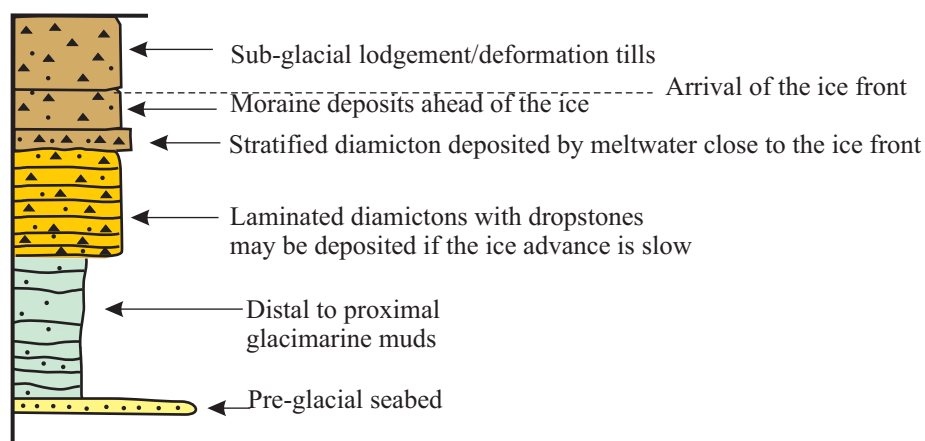 Sub-glacial lodgement/deformation tills
Arrival of the ice front
Moraine deposits ahead of the ice
Stratified diamicton deposited by meltwater close to the ice front
Laminated diamictons with dropstones
may be deposited if the ice advance is slow
Distal to proximal
glacimarine muds
Pre-glacial seabed